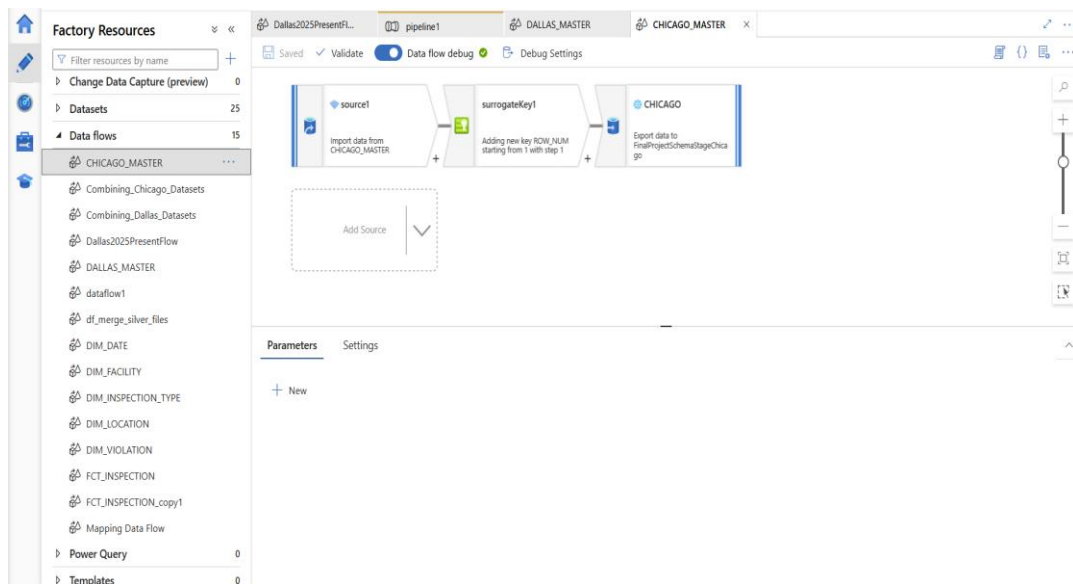 Factory Resources
Filter resources by name
Change Data Capture (preview) 0
Datasets 25
Data flows 15
CHICAGO_MASTER
Combining_Chicago_Datasets
Combining_Dallas_Datasets
Dallas2025PresentFlow
DALLAS_MASTER
dataflow1
df_merge_silver_files
DIM_DATE
DIM_FACILITY
DIM_INSPECTION_TYPE
DIM_LOCATION
DIM_VIOLATION
FCT_INSPECTION
FCT_INSPECTION_copy1
Mapping Data Flow
Power Query 0
Templates 0
Dallas2025PresentFl... pipeline1 DALLAS_MASTER CHICAGO_MASTER
Saved Validate Data flow debug Debug Settings
source1
Import data from
CHICAGO_MASTER
surrogateKey1
Adding new key ROW_NUM
starting from 1 with step 1
CHICAGO
Export data to
FinalProjectSchemaStageChica
go
Add Source
Parameters Settings
New